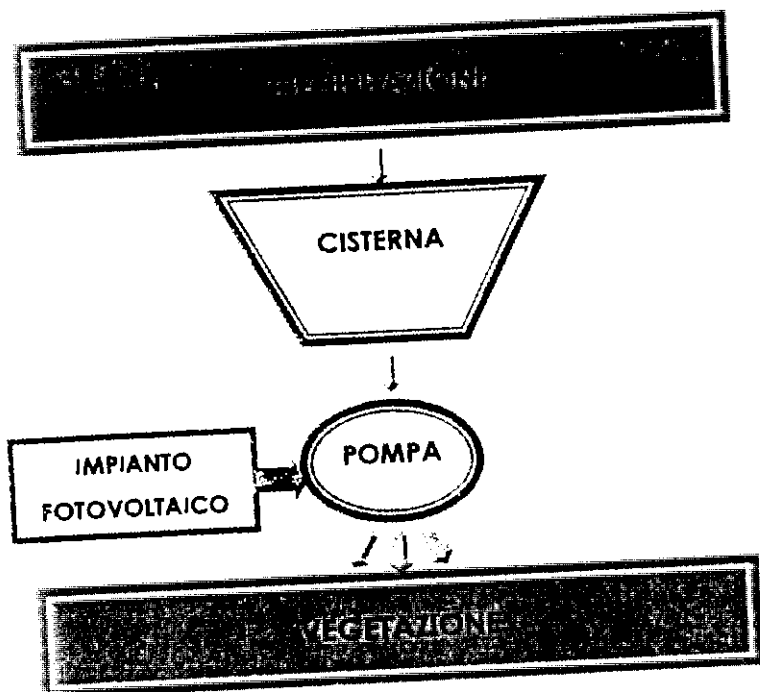 CISTERNA
POMPA
IMPIANTO
FOTOVOLTAICO
VEGETAZIONE